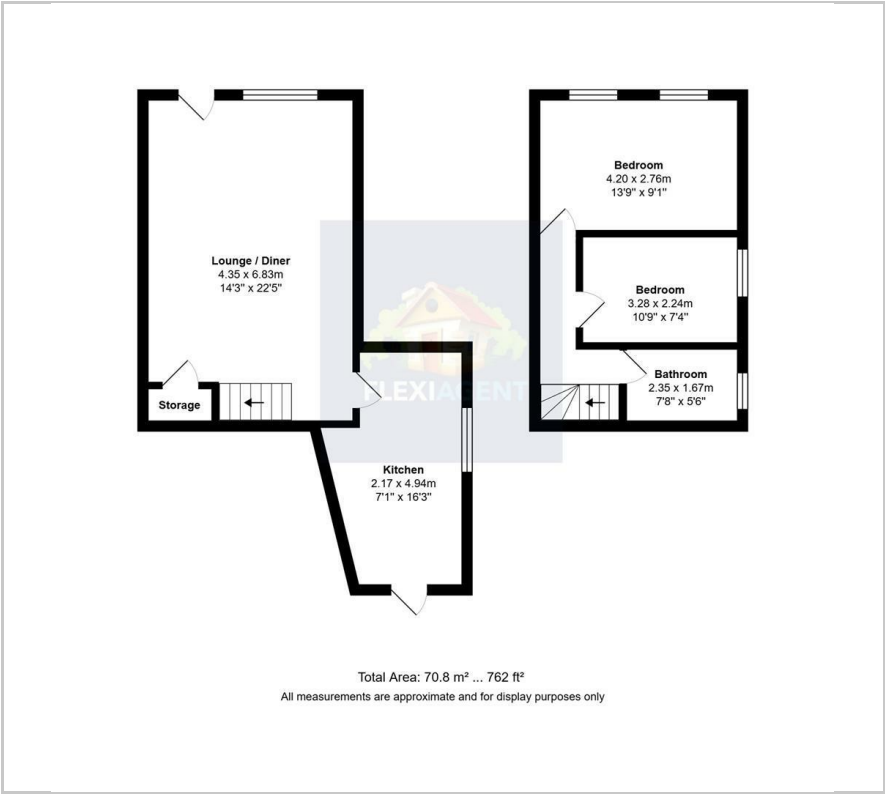 Lounge / Diner
4.35 x 6.83m
14'3" x 22'5"
Storage
Kitchen
2.17 x 4.94m
7'1" x 16'3"
Bedroom
4.20 x 2.76m
13'9" x 9'1"
Bedroom
3.28 x 2.24m
10'9" x 7'4"
Bathroom
2.35 x 1.67m
7'8" x 5'6"
FLEXIAGENT
Total Area: 70.8 m² ... 762 ft²
All measurements are approximate and for display purposes only